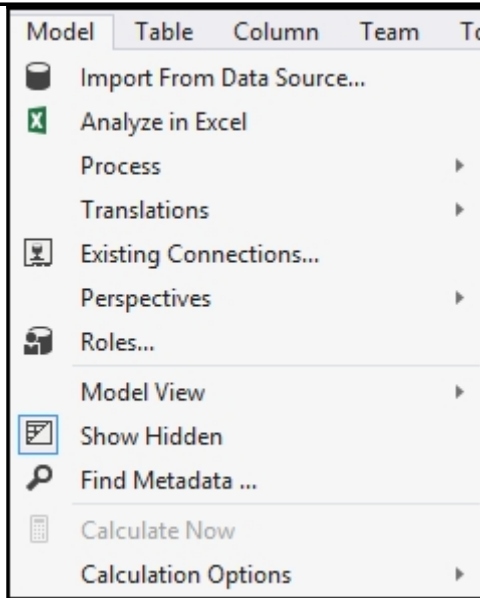 Model Table Column Team
Import From Data Source...
Analyze in Excel
Process
Translations
Existing Connections...
Perspectives
Roles...
Model View
Show Hidden
Find Metadata ...
Calculate Now
Calculation Options